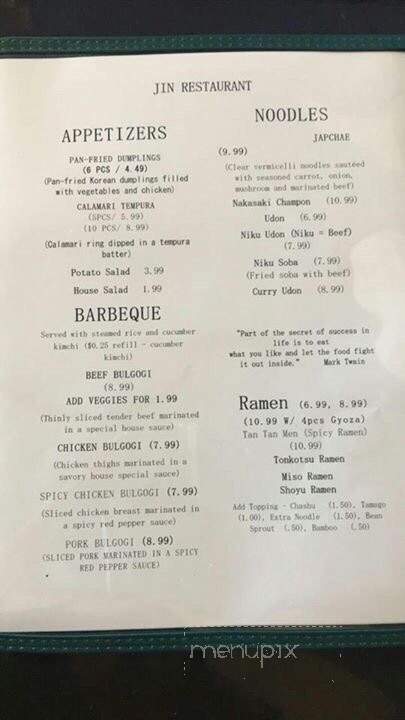 JIN RESTAURANT
APPETIZERS
PAN-FRIED DUMPLINGS
(6 PCS / 4.49)
(Pan-fried Korean dumplings filled
with vegetables and chicken)
CALAMARI TEMPURA
(5PCS/ 5.99)
(10 PCS/ 8.99)
(Calamari ring dipped in a tempura
batter)
Potato Salad 3.99
House Salad 1.99
BARBEQUE
Served with steamed rice and cucumber
kimchi ($0.25 refill - cucumber
kimchi)
BEEF BULGOGI
(8.99)
ADD VEGGIES FOR 1.99
(Thinly sliced tender beef marinated
in a special house sauce)
CHICKEN BULGOGI (7.99)
(Chicken thighs marinated in a
savory house special sauce)
SPICY CHICKEN BULGOGI (7.99)
(Sliced chicken breast marinated in
a spicy red pepper sauce)
PORK BULGOGI (8.99)
(SLICED PORK MARINATED IN A SPICY
RED PEPPER SAUCE)
NOODLES
JAPCHAE
(9.99)
(Clear vermicelli noodles sautéed
with seasoned carrot, onion,
mushroom and marinated beef)
Nakasaki Champon (10.99)
Udon (6.99)
Niku Udon (Niku = Beef)
(7.99)
Niku Soba (7.99)
(Fried soba with beef)
Curry Udon (8.99)
"Part of the secret of success in
life is to eat
what you like and let the food fight
it out inside." Mark Twain
Ramen (6.99, 8.99)
(10.99 W/ 4pcs Gyoza)
Tan Tan Men (Spicy Ramen)
(10.99)
Tonkotsu Ramen
Miso Ramen
Shoyu Ramen
Add Topping - Chashu (1.50), Tamago
(1.00), Extra Noodle (1.50), Bean
Sprout (.50), Bamboo (.50)
menupix